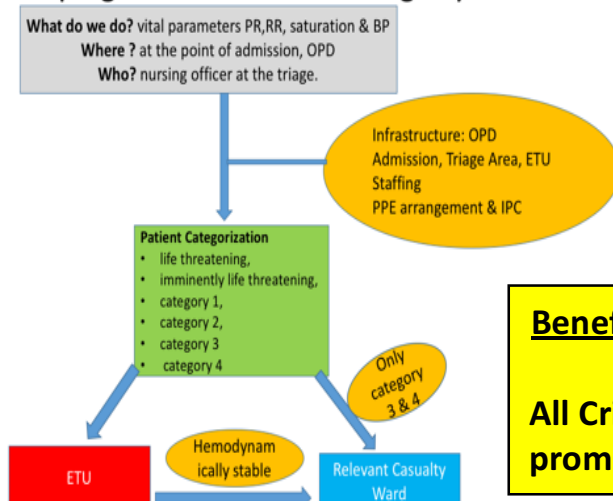 What do we do? vital parameters PR,RR, saturation & BP
Where ? at the point of admission, OPD
Who? nursing officer at the triage.
Infrastructure: OPD
Admission, Triage Area, ETU
Staffing
PPE arrangement & IPC
Patient Categorization
• life threatening,
• imminently life threatening,
• category 1,
• category 2,
• category 3
• category 4
Only
category
3 & 4
ETU
Hemodynam
ically stable
Relevant Casualty
Ward
Benef
All Cr
prom